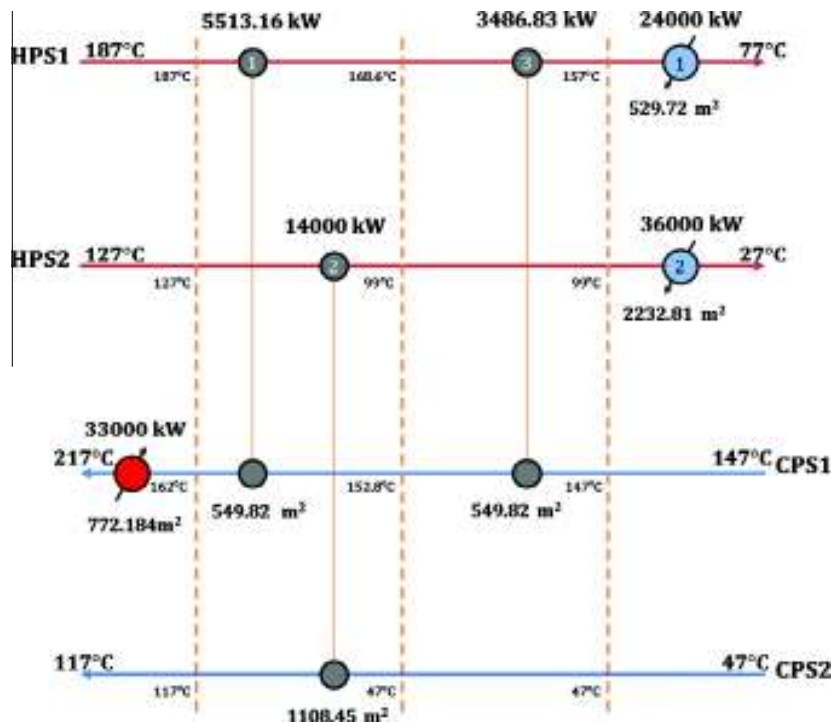 5513.16 kW 3486.83 kW 24000 kW
HPS1 187°C 77°C
1 3 1
187°C 168.6°C 157°C
529.72 m²
14000 kW 36000 kW
HPS2 127°C 27°C
2 2
127°C 99°C 99°C
2232.81 m²
33000 kW
217°C 147°C CPS1
162°C 152.8°C 147°C
772.184m² 549.82 m² 549.82 m²
117°C 47°C CPS2
117°C 47°C 47°C
1108.45 m²